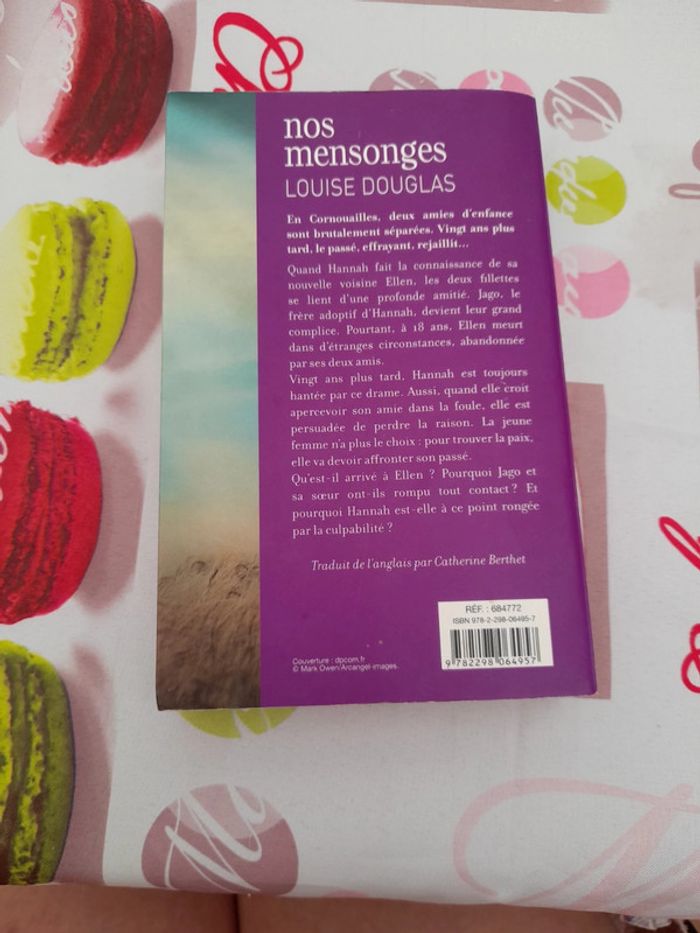 nos
mensonges
LOUISE DOUGLAS
En Cornouailles, deux amies d'enfance
sont brutalement séparées. Vingt ans plus
tard, le passé, effrayant, rejaillit...
Quand Hannah fait la connaissance de sa
nouvelle voisine Ellen, les deux fillettes
se lient d'une profonde amitié. Jago, le
frère adoptif d'Hannah, devient leur grand
complice. Pourtant, à 18 ans, Ellen meurt
dans d'étranges circonstances, abandonnée
par ses deux amis.
Vingt ans plus tard, Hannah est toujours
hantée par ce drame. Aussi, quand elle croit
apercevoir son amie dans la foule, elle est
persuadée de perdre la raison. La jeune
femme n'a plus le choix : pour trouver la paix,
elle va devoir affronter son passé.
Qu'est-il arrivé à Ellen ? Pourquoi Jago et
sa sœur ont-ils rompu tout contact ? Et
pourquoi Hannah est-elle à ce point rongée
par la culpabilité ?
Traduit de l'anglais par Catherine Berthet
RÉF. : 684772
ISBN 978-2-298-06495-7
9 782298 064957
Couverture : dpcom.fr
© Mark Owen/Arcangel-images.